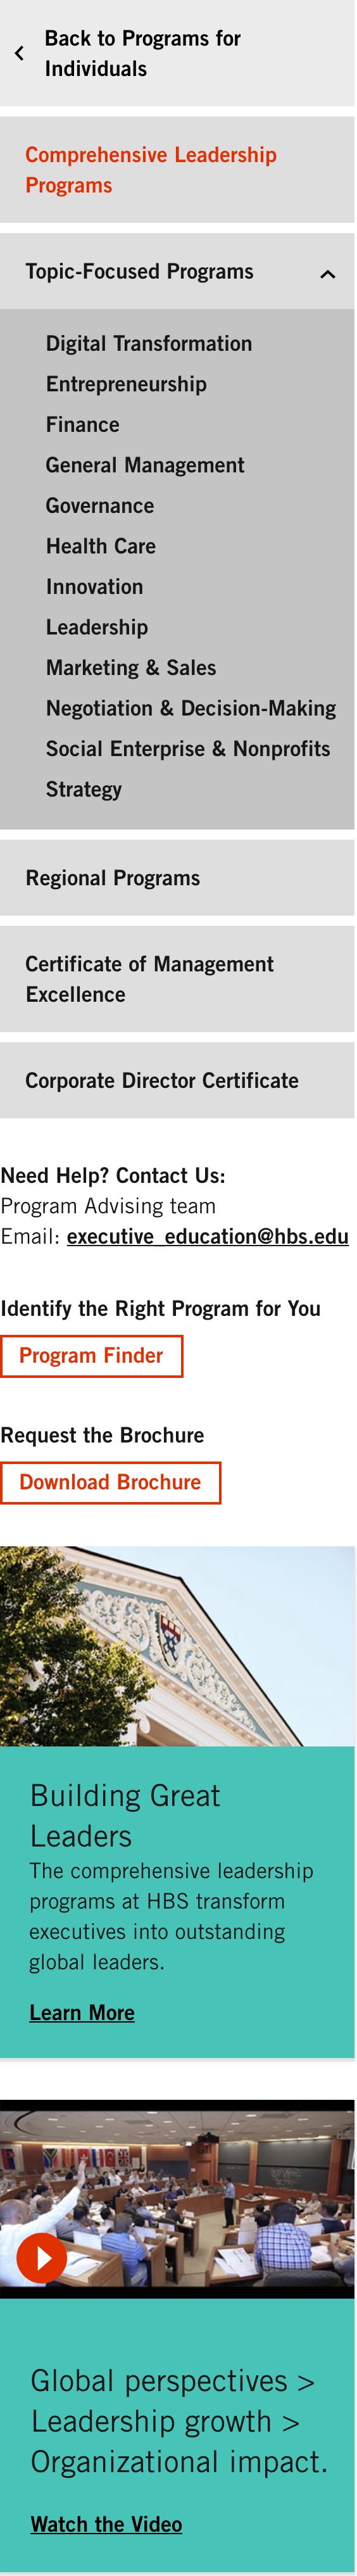 Back to Programs for
Individuals
Comprehensive Leadership
Programs
Topic-Focused Programs
Digital Transformation
Entrepreneurship
Finance
General Management
Governance
Health Care
Innovation
Leadership
Marketing & Sales
Negotiation & Decision-Making
Social Enterprise & Nonprofits
Strategy
Regional Programs
Certificate of Management
Excellence
Corporate Director Certificate
Need Help? Contact Us:
Program Advising team
Email: executive_education@hbs.edu
Identify the Right Program for You
Program Finder
Request the Brochure
Download Brochure
Building Great
Leaders
The comprehensive leadership
programs at HBS transform
executives into outstanding
global leaders.
Learn More
Global perspectives >
Leadership growth >
Organizational impact.
Watch the Video